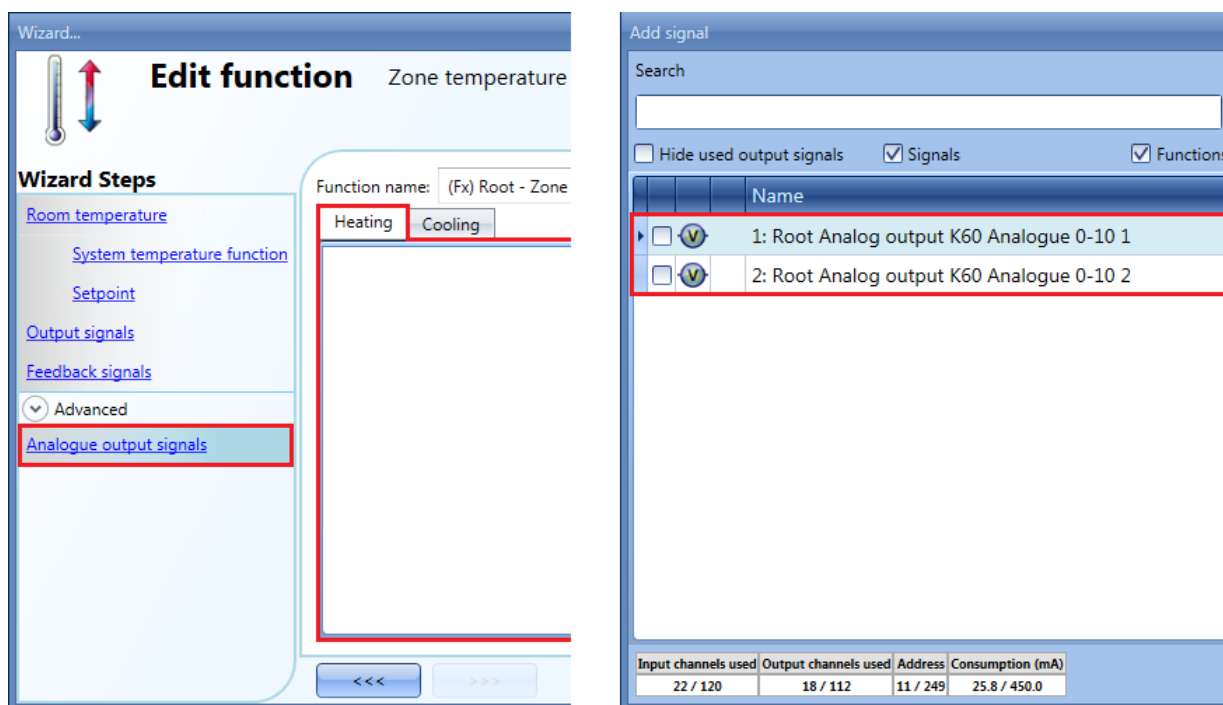 Wizard...
Edit function Zone temperature
Wizard Steps
Room temperature
System temperature function
Setpoint
Output signals
Feedback signals
Advanced
Analogue output signals
Function name: (Fx) Root - Zone
Heating Cooling
<<< >>>
Add signal
Search
Hide used output signals Signals Functions
Name
V 1: Root Analog output K60 Analogue 0-10 1
V 2: Root Analog output K60 Analogue 0-10 2
Input channels used Output channels used Address Consumption (mA)
22 / 120 18 / 112 11 / 249 25.8 / 450.0